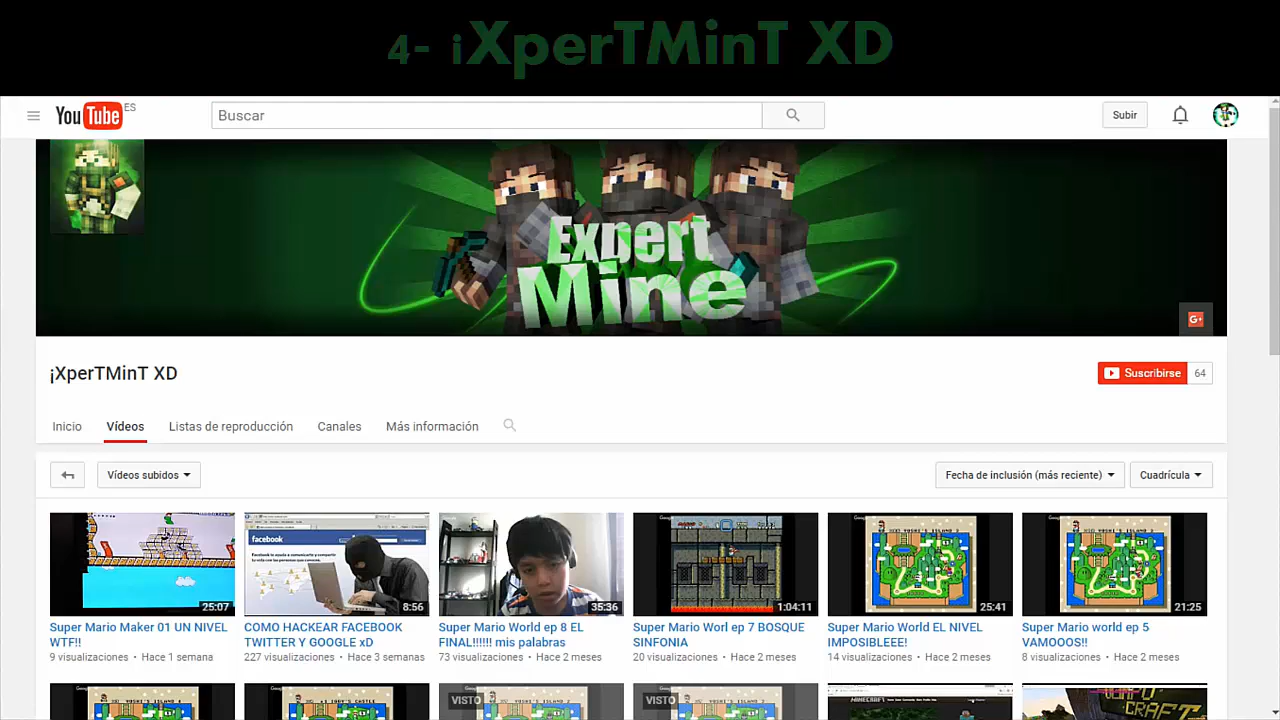 4- ¡XperTMinT XD
YouTube ES
Buscar
Subir
Expert
Mine
G+
¡XperTMinT XD
Suscribirse 64
Inicio Vídeos Listas de reproducción Canales Más información
Vídeos subidos
Fecha de inclusión (más reciente) Cuadrícula
25:07
facebook
8:56
35:36
1:04:11
25:41
21:25
Super Mario Maker 01 UN NIVEL
WTF!!
9 visualizaciones • Hace 1 semana
COMO HACKEAR FACEBOOK
TWITTER Y GOOGLE xD
227 visualizaciones • Hace 3 semanas
Super Mario World ep 8 EL
FINAL!!!!!! mis palabras
73 visualizaciones • Hace 2 meses
Super Mario Worl ep 7 BOSQUE
SINFONIA
20 visualizaciones • Hace 2 meses
Super Mario World EL NIVEL
IMPOSIBLEEE!
14 visualizaciones • Hace 2 meses
Super Mario world ep 5
VAMOOOS!!
8 visualizaciones • Hace 2 meses
VISTO
VISTO
MINECRAFT